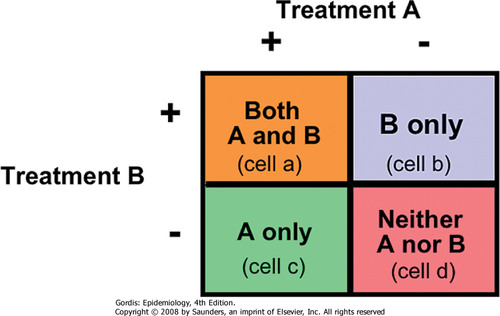 Treatment A
+ -
+
Both
A and B
(cell a)
B only
(cell b)
Treatment B
-
A only
(cell c)
Neither
A nor B
(cell d)
Gordis: Epidemiology, 4th Edition.
Copyright © 2008 by Saunders, an imprint of Elsevier, Inc. All rights reserved